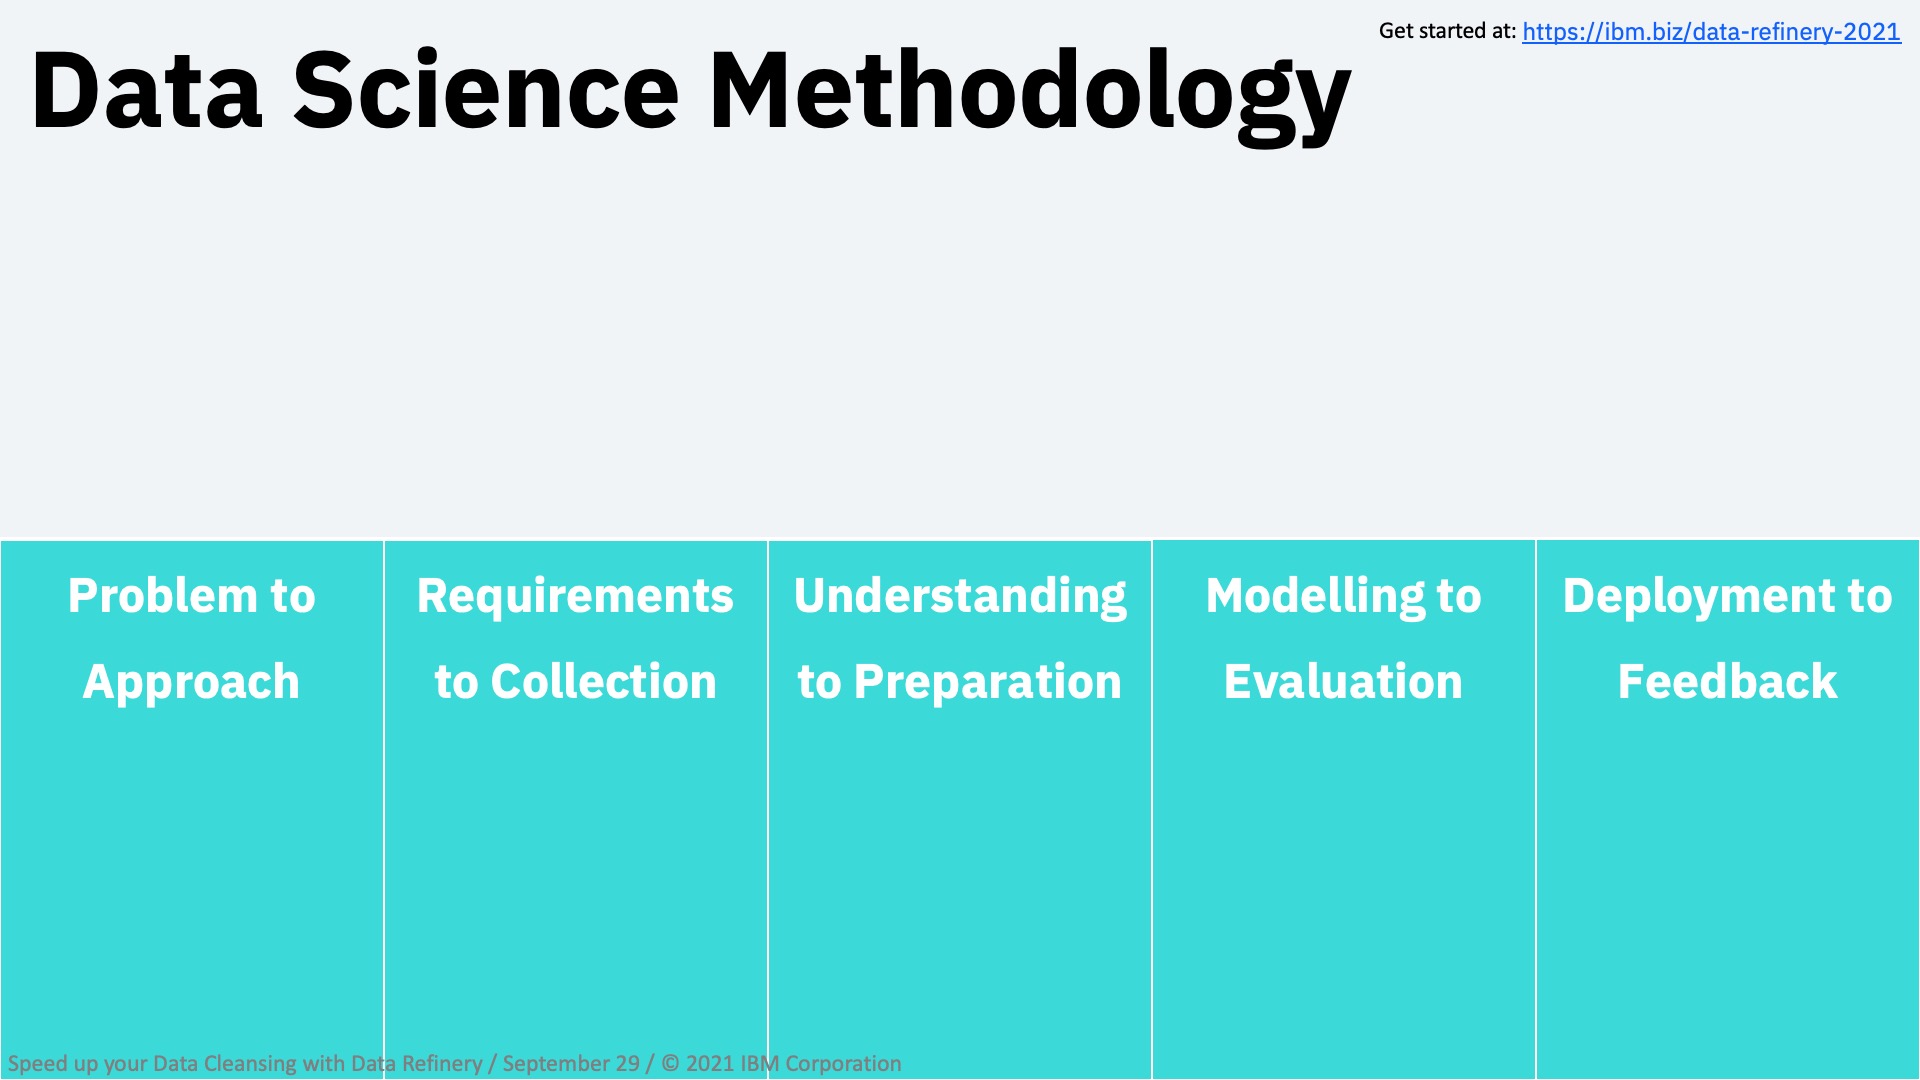 Get started at: https://ibm.biz/data-refinery-2021
Data Science Methodology
Problem to
Approach
Requirements
to Collection
Understanding
to Preparation
Modelling to
Evaluation
Deployment to
Feedback
Speed up your Data Cleansing with Data Refinery / September 29 / © 2021 IBM Corporation